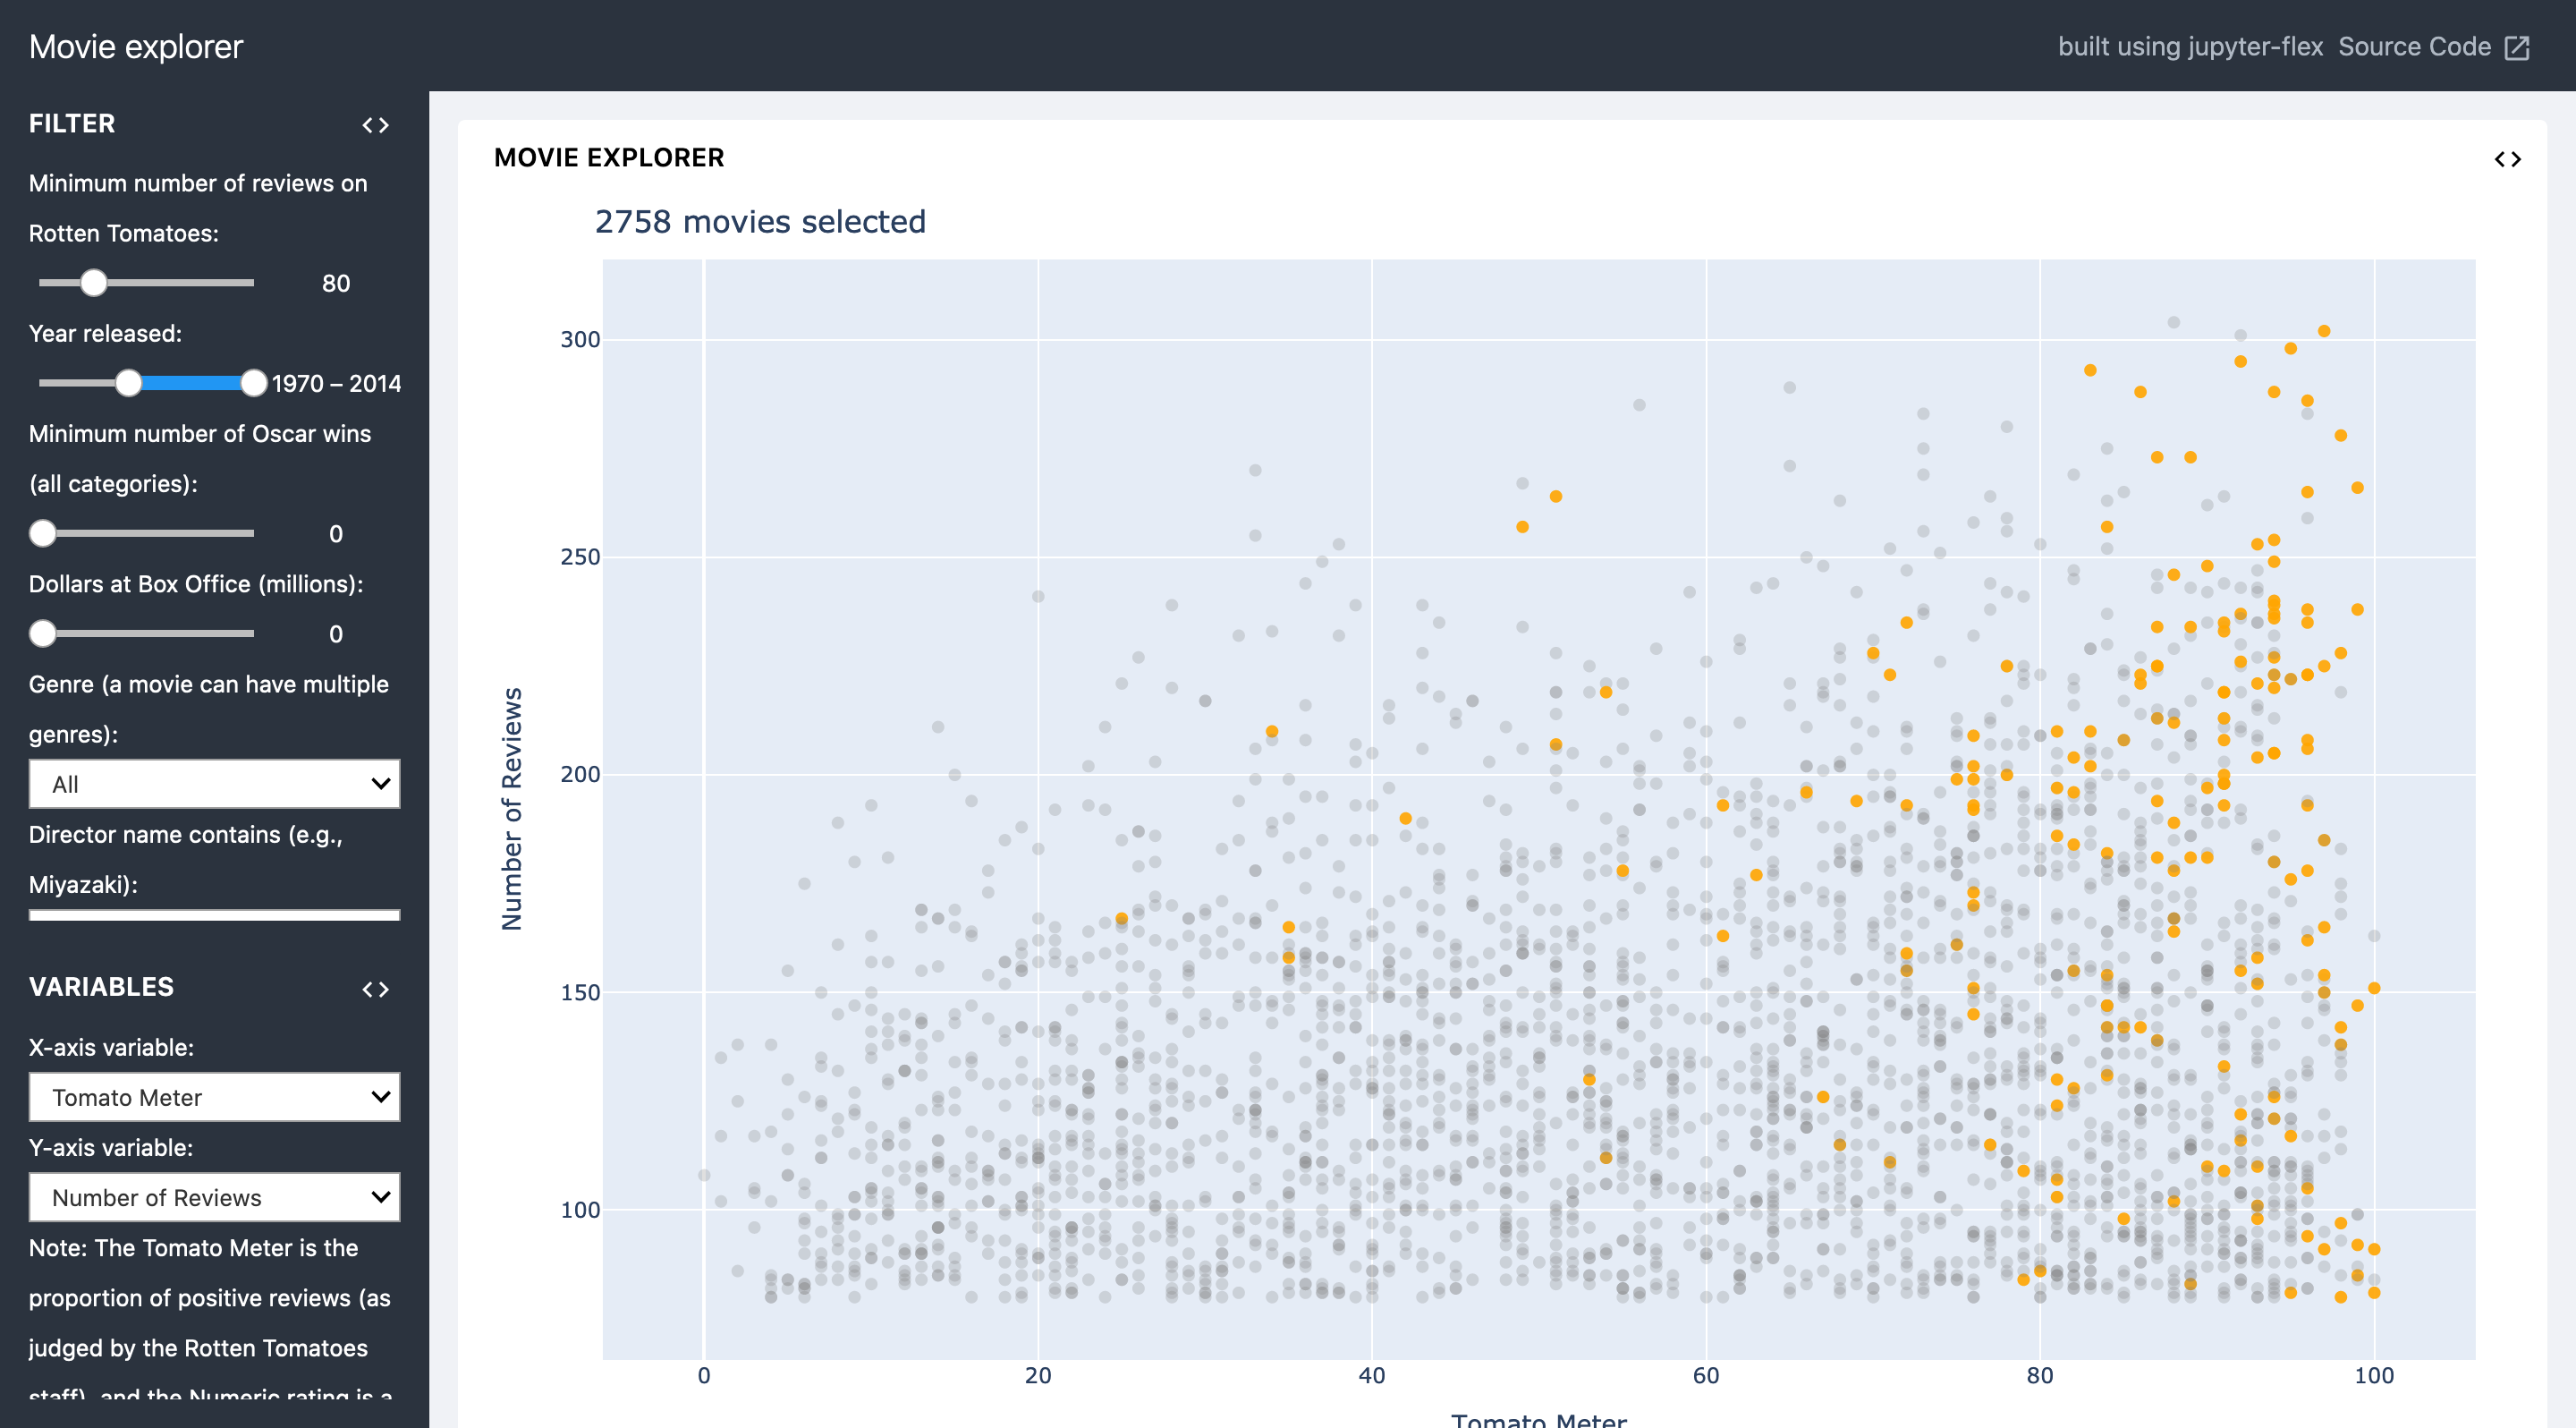 Movie explorer
built using jupyter-flex Source Code
FILTER
Minimum number of reviews on
Rotten Tomatoes:
80
Year released:
1970 – 2014
Minimum number of Oscar wins
(all categories):
0
Dollars at Box Office (millions):
0
Genre (a movie can have multiple
genres):
All
Director name contains (e.g.,
Miyazaki):
VARIABLES
X-axis variable:
Tomato Meter
Y-axis variable:
Number of Reviews
Note: The Tomato Meter is the
proportion of positive reviews (as
judged by the Rotten Tomatoes
staff), and the Numeric rating is a
MOVIE EXPLORER
2758 movies selected
Number of Reviews
300
250
200
150
100
0 20 40 60 80 100
Tomato Meter